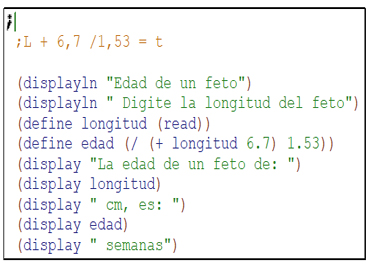 ;
;L + 6,7 /1,53 = t
(displayln "Edad de un feto")
(displayln " Digite la longitud del feto")
(define longitud (read))
(define edad (/ (+ longitud 6.7) 1.53))
(display "La edad de un feto de: ")
(display longitud)
(display " cm, es: ")
(display edad)
(display " semanas")